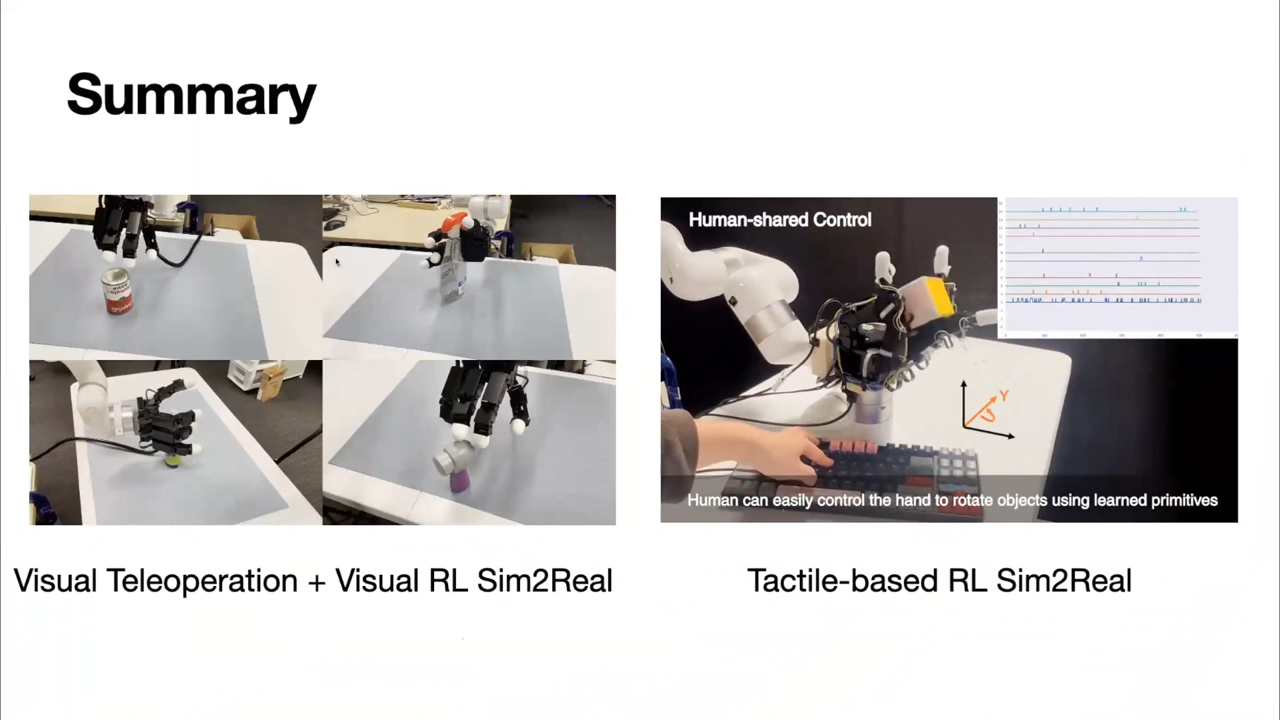 Summary
Human-shared Control
Y
Human can easily control the hand to rotate objects using learned primitives
Visual Teleoperation + Visual RL Sim2Real
Tactile-based RL Sim2Real